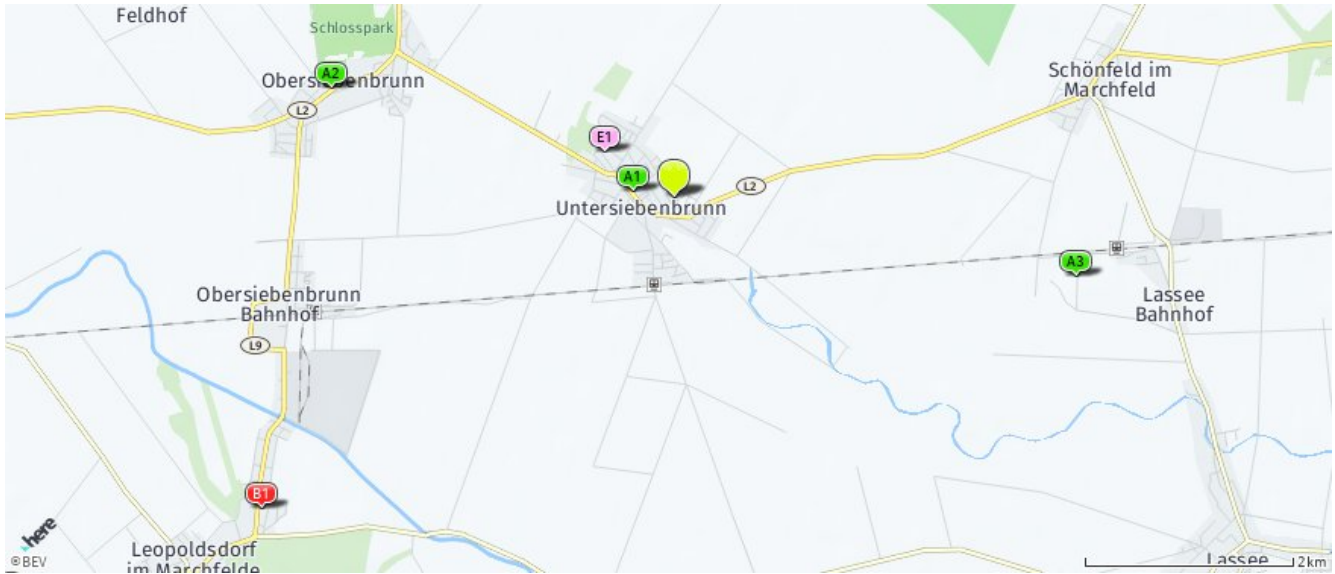 Feldhof
Schlosspark
A2
Obersiebenbrunn
L2
Schönfeld im
Marchfeld
E1
A1
L2
Untersiebenbrunn
A3
Obersiebenbrunn
Bahnhof
Lassee
Bahnhof
L9
B1
here
©BEV
Leopoldsdorf
im Marchfelde
Lassee
2km